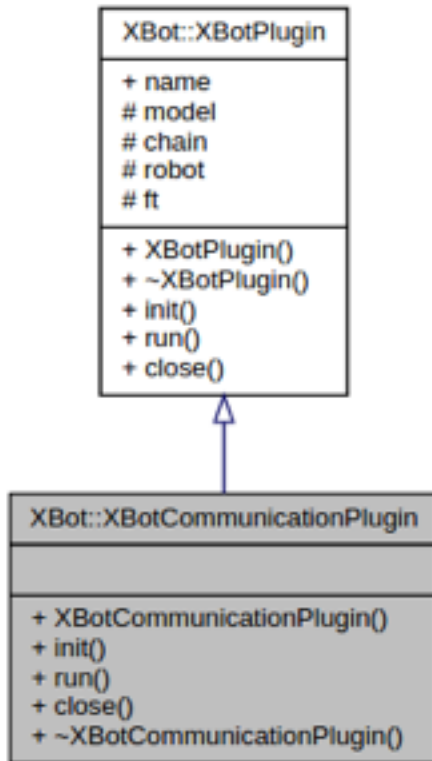 XBot::XBotPlugin
+ name
# model
# chain
# robot
# ft
+ XBotPlugin()
+ ~XBotPlugin()
+ init()
+ run()
+ close()
XBot::XBotCommunicationPlugin
+ XBotCommunicationPlugin()
+ init()
+ run()
+ close()
+ ~XBotCommunicationPlugin()